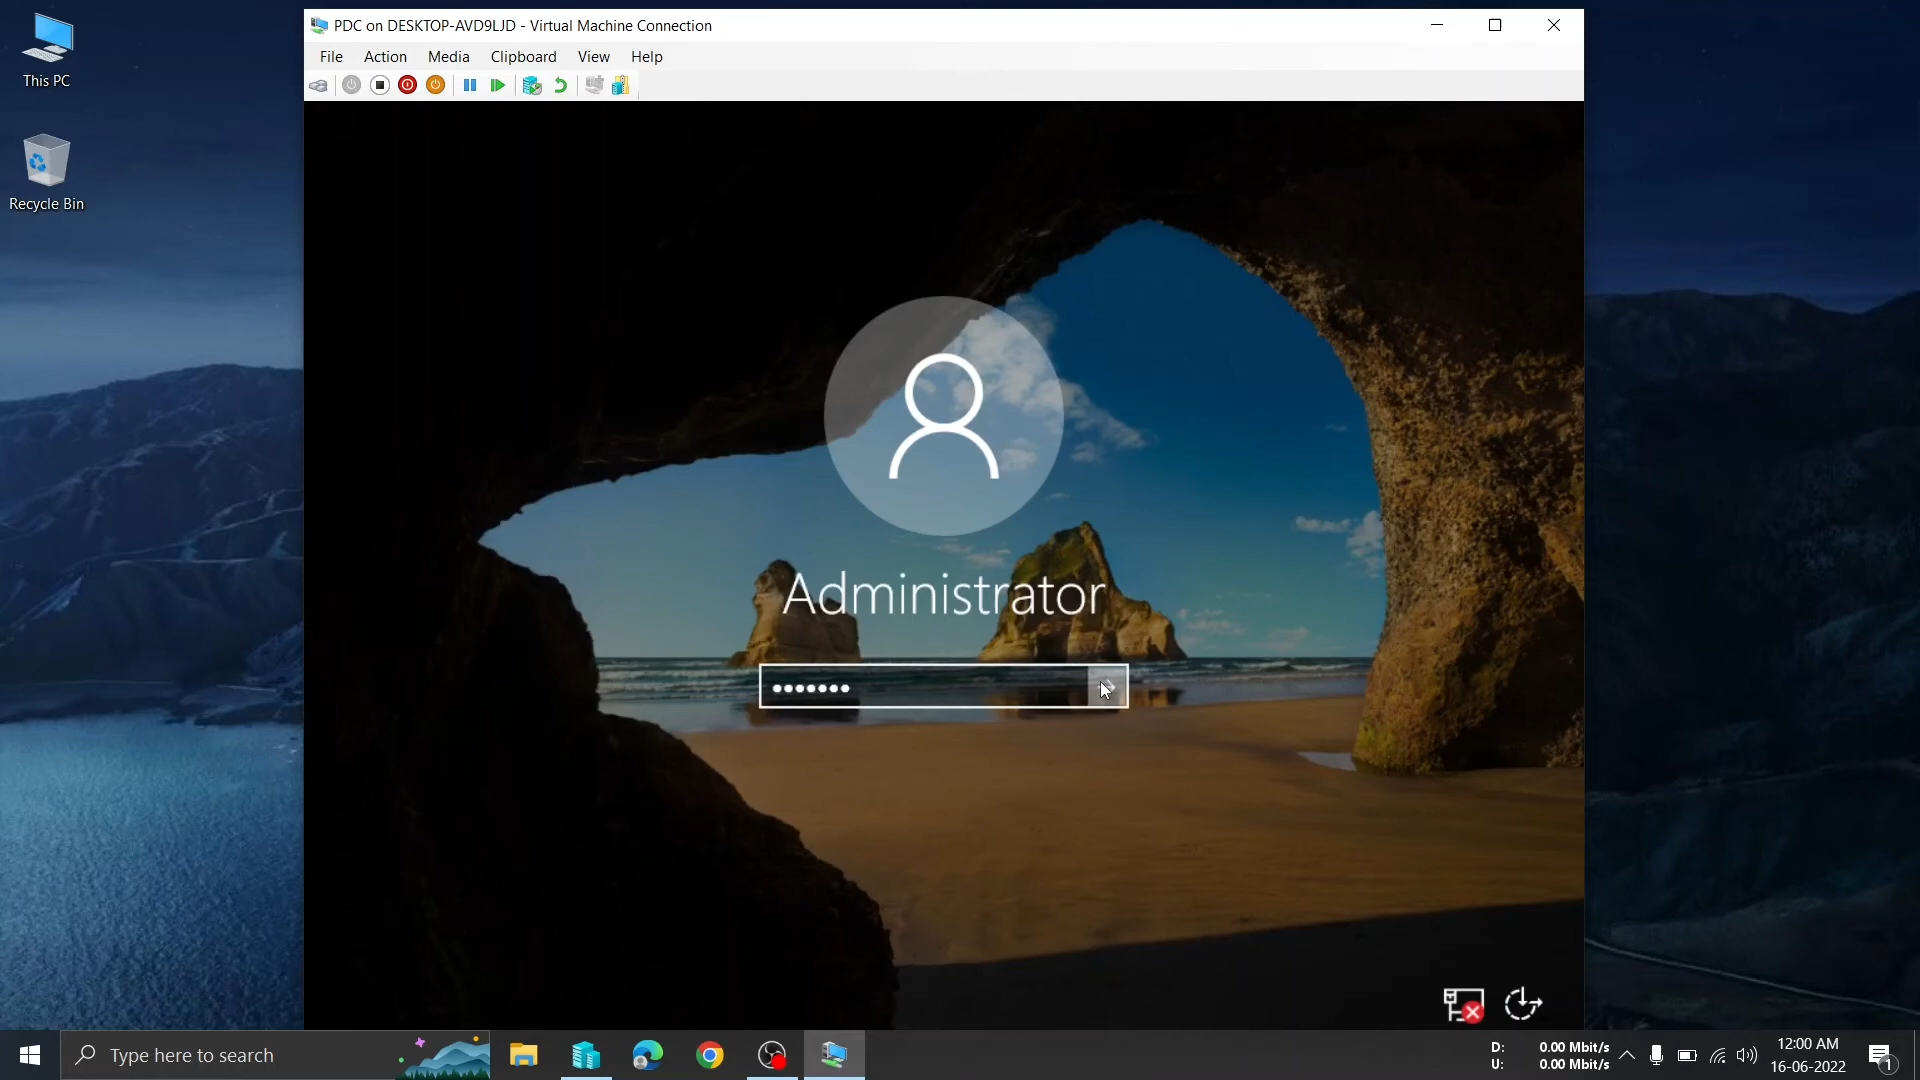 This PC
Recycle Bin
PDC on DESKTOP-AVD9LJD - Virtual Machine Connection
File Action Media Clipboard View Help
Administrator
Type here to search
D: 0.00 Mbit/s
U: 0.00 Mbit/s
12:00 AM
16-06-2022
1